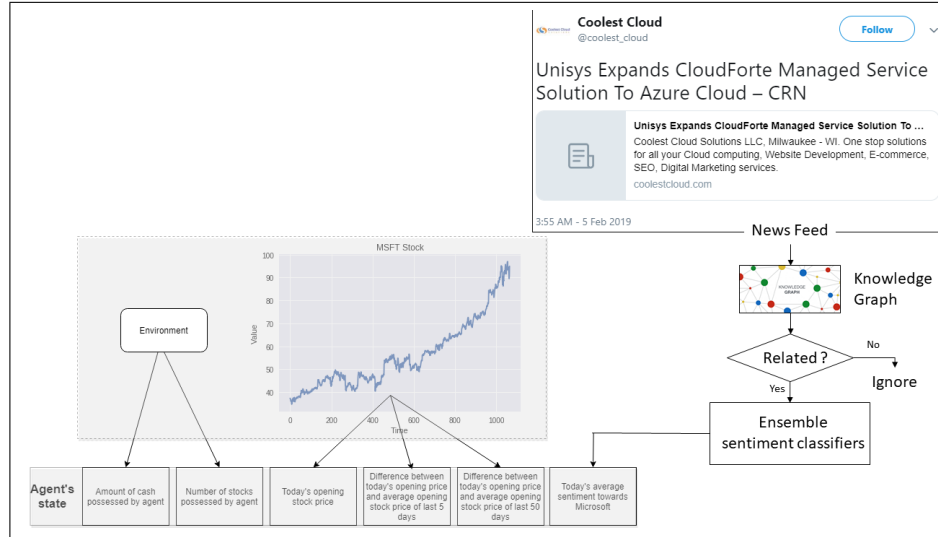 Coolest Cloud
@coolest_cloud
Follow
Unisys Expands CloudForte Managed Service
Solution To Azure Cloud – CRN
Unisys Expands CloudForte Managed Service Solution To ...
Coolest Cloud Solutions LLC, Milwaukee - WI. One stop solutions
for all your Cloud computing, Website Development, E-commerce,
SEO, Digital Marketing services.
coolestcloud.com
3:55 AM - 5 Feb 2019
News Feed
KNOWLEDGE
GRAPH
Knowledge
Graph
Related ?
No
Ignore
Yes
Ensemble
sentiment classifiers
Environment
MSFT Stock
Value
100
90
80
70
60
50
40
0
200
400
600
800
1000
Time
Agent's
state
Amount of cash
possessed by agent
Number of stocks
possessed by agent
Today's opening
stock price
Difference between
today's opening price
and average opening
stock price of last 5
days
Difference between
today's opening price
and average opening
stock price of last 50
days
Today's average
sentiment towards
Microsoft